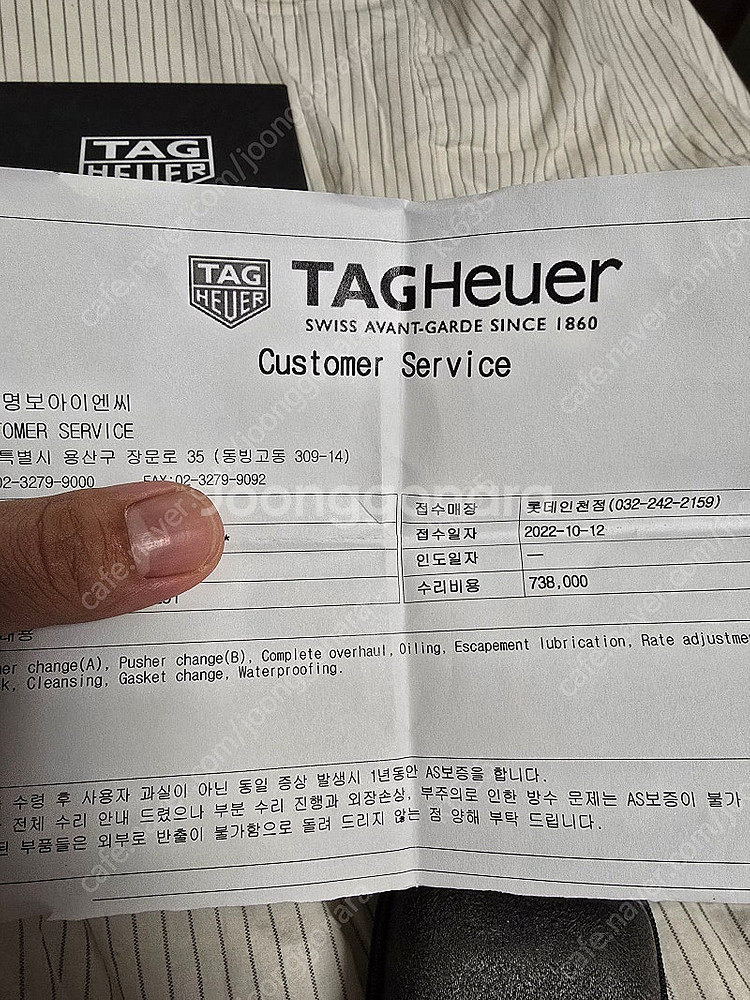 TAG
HEUER
TAG
HEUER
TAGHeuer
SWISS AVANT-GARDE SINCE 1860
Customer Service
명보아이엔씨
TOMER SERVICE
특별시 용산구 장문로 35 (동빙고동 309-14)
02-3279-9000 FAX:02-3279-9092
joonggonara
접수매장 롯데인천점(032-242-2159)
* 접수일자 2022-10-12
인도일자 —
수리비용 738,000
내용
er change(A), Pusher change(B), Complete overhaul, Oiling, Escapement lubrication, Rate adjustme
k, Cleansing, Gasket change, Waterproofing.
수령 후 사용자 과실이 아닌 동일 증상 발생시 1년동안 AS보증을 합니다.
전체 수리 안내 드렸으나 부분 수리 진행과 외장손상, 부주의로 인한 방수 문제는 AS보증이 불가
된 부품들은 외부로 반출이 불가함으로 돌려 드리지 않는 점 양해 부탁 드립니다.